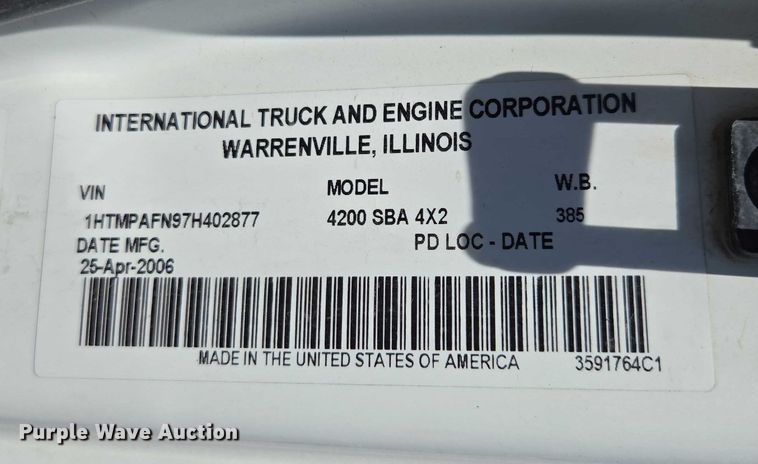 INTERNATIONAL TRUCK AND ENGINE CORPORATION
WARRENVILLE, ILLINOIS
VIN MODEL W.B.
1HTMPAFN97H402877 4200 SBA 4X2 385
DATE MFG. PD LOC - DATE
25-Apr-2006
MADE IN THE UNITED STATES OF AMERICA 3591764C1
Purple Wave Auction